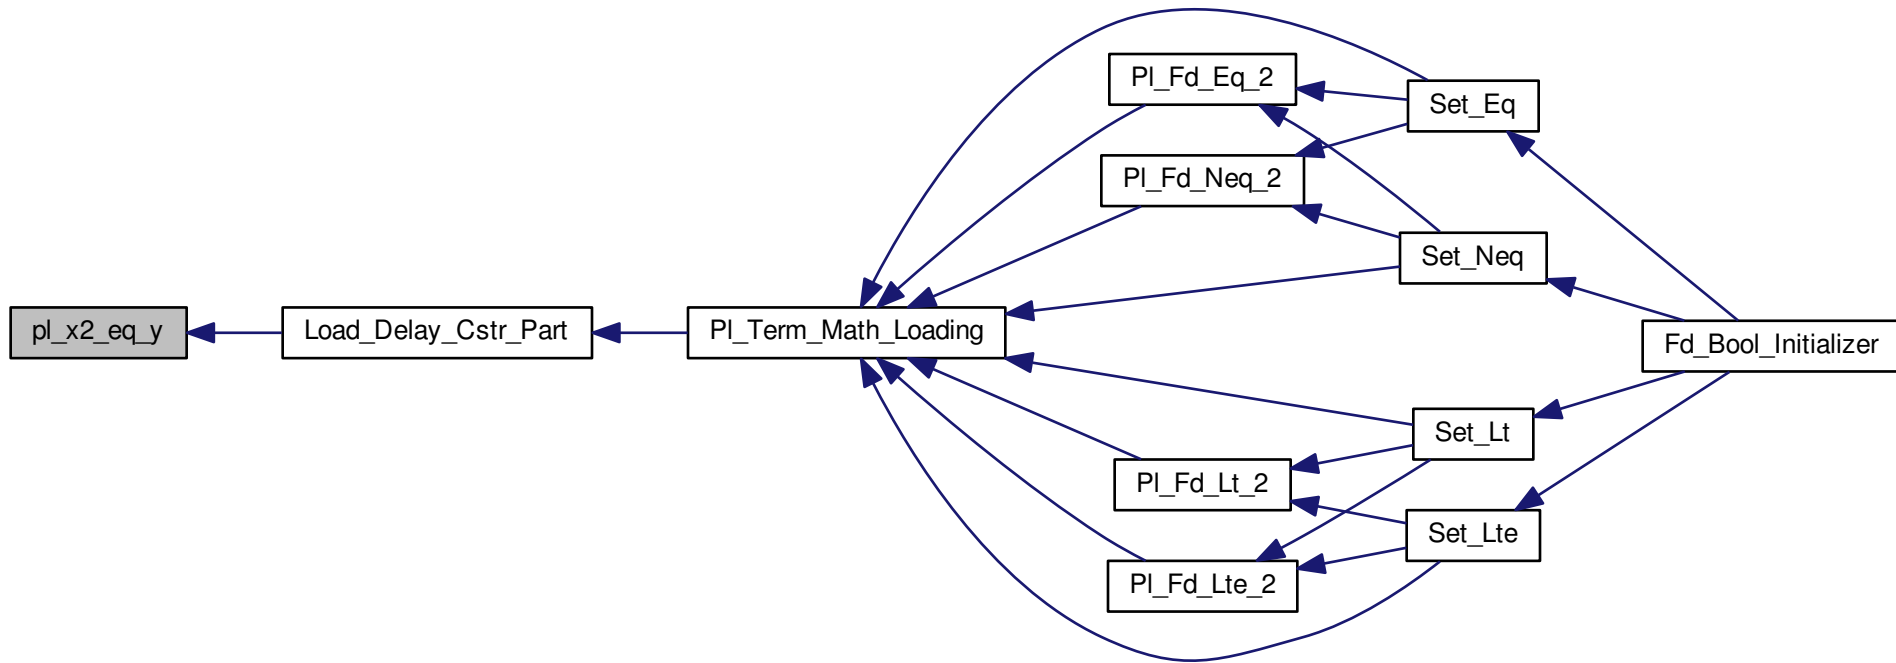 pl_x2_eq_y
Load_Delay_Cstr_Part
Pl_Term_Math_Loading
Pl_Fd_Eq_2
Pl_Fd_Neq_2
Pl_Fd_Lt_2
Pl_Fd_Lte_2
Set_Eq
Set_Neq
Set_Lt
Set_Lte
Fd_Bool_Initializer